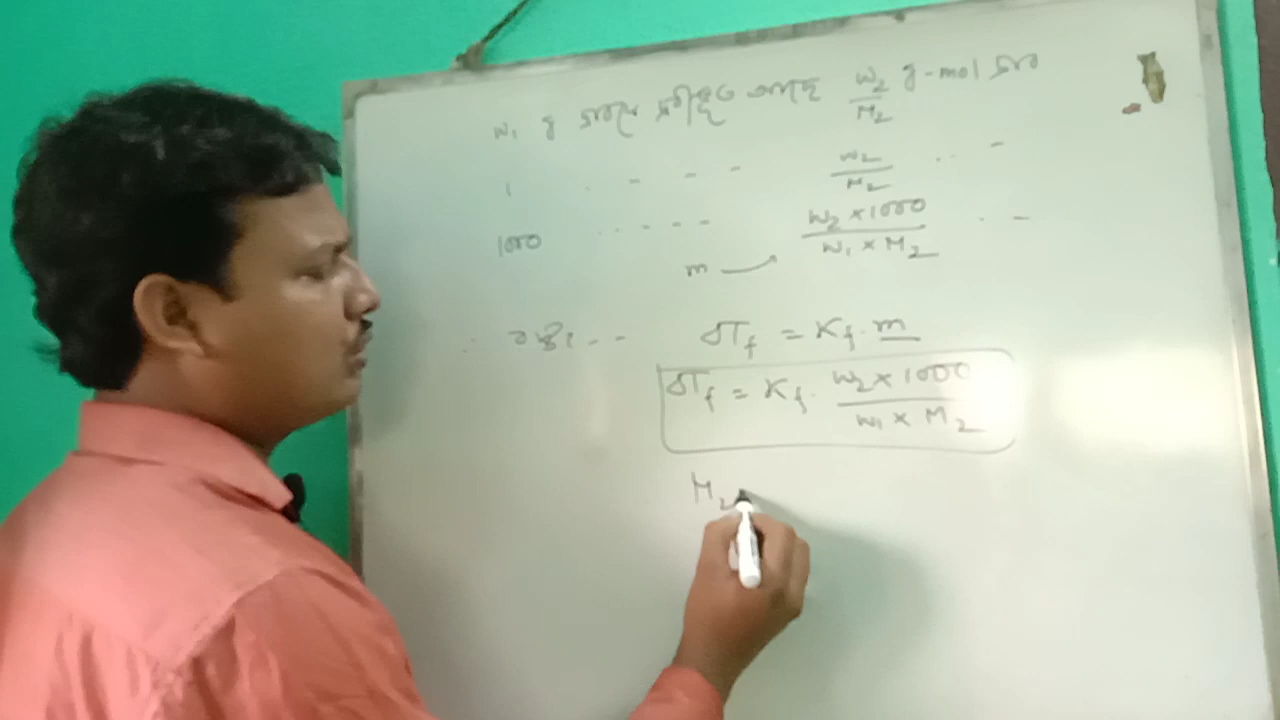 w₁ g দ্রাবকে দ্রবীভূত আছে w₂/M₂ g-mol দ্রাব
1 . - - - w₂/M₂ .. -
1000 . . - - - (w₂ × 1000)/(w₁ × M₂) . . -
m
∴ - - ΔT_f = K_f . m
ΔT_f = K_f . (w₂ × 1000)/(w₁ × M₂)
M₂